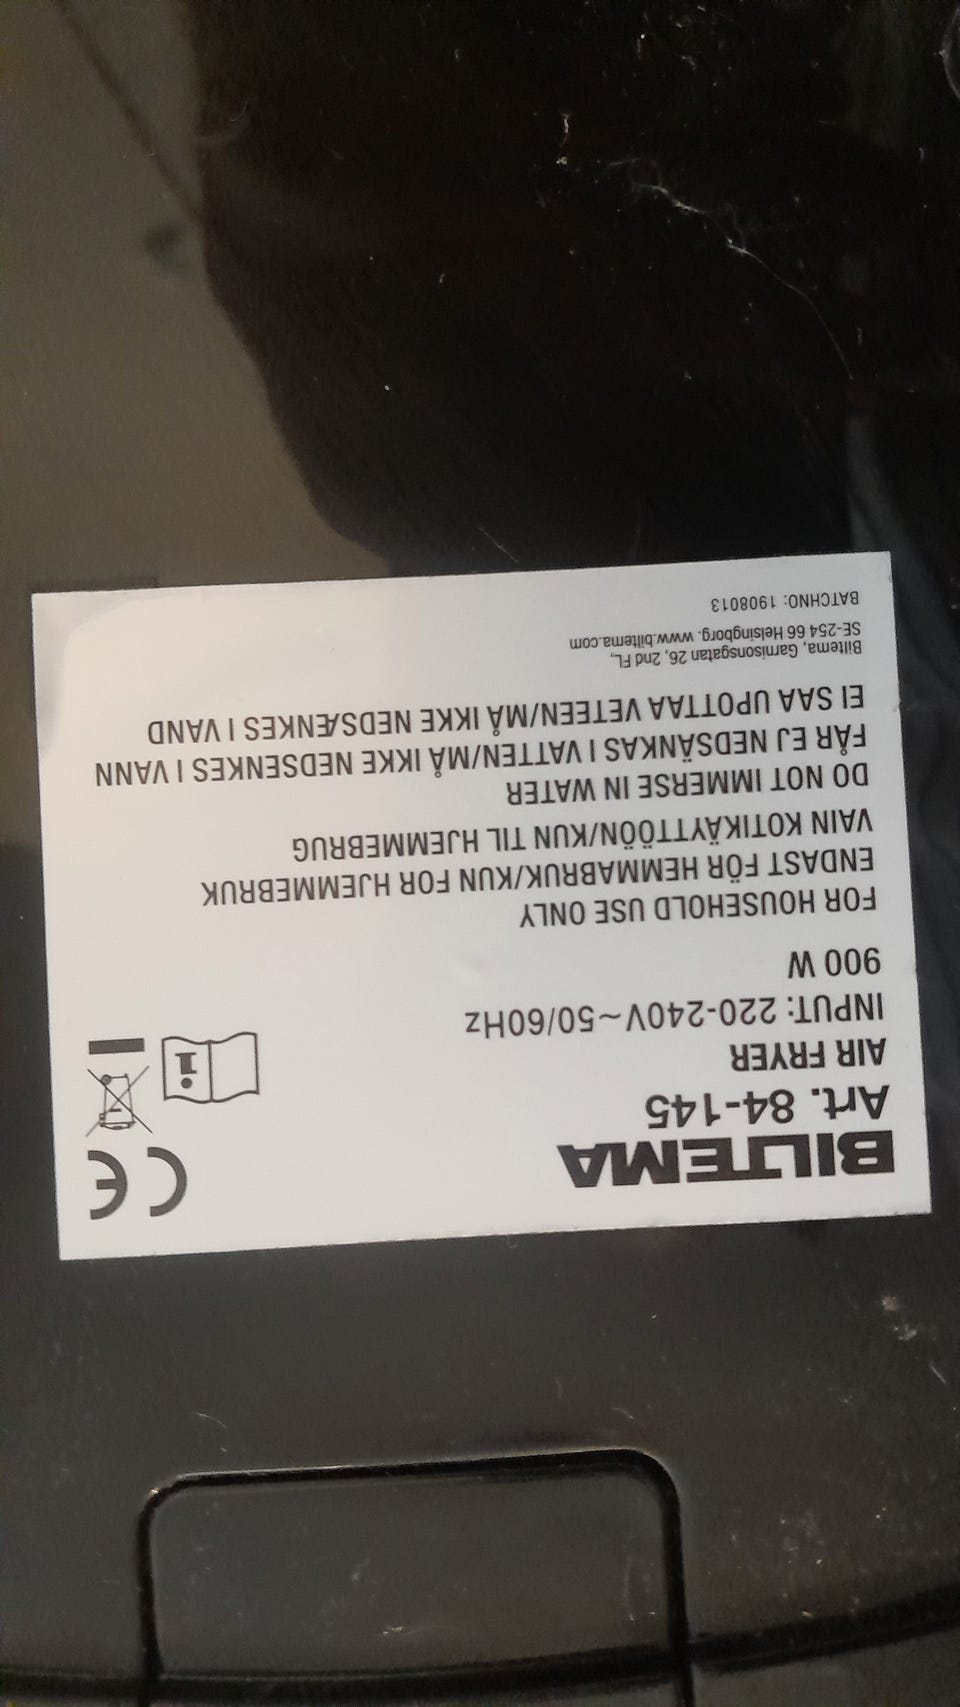 BILTEMA
Art. 84-145
AIR FRYER
INPUT: 220-240V~50/60Hz
900 W
FOR HOUSEHOLD USE ONLY
ENDAST FÖR HEMMABRUK/KUN FOR HJEMMEBRUK
VAIN KOTIKÄYTTÖÖN/KUN TIL HJEMMEBRUG
DO NOT IMMERSE IN WATER
FÅR EJ NEDSÄNKAS I VATTEN/MÅ IKKE NEDSENKES I VANN
EI SAA UPOTTAA VETEEN/MÅ IKKE NEDSÆNKES I VAND
Biltema, Garnisonsgatan 26, 2nd FL,
SE-254 66 Helsingborg. www.biltema.com
BATCHNO: 1908013
CE
i